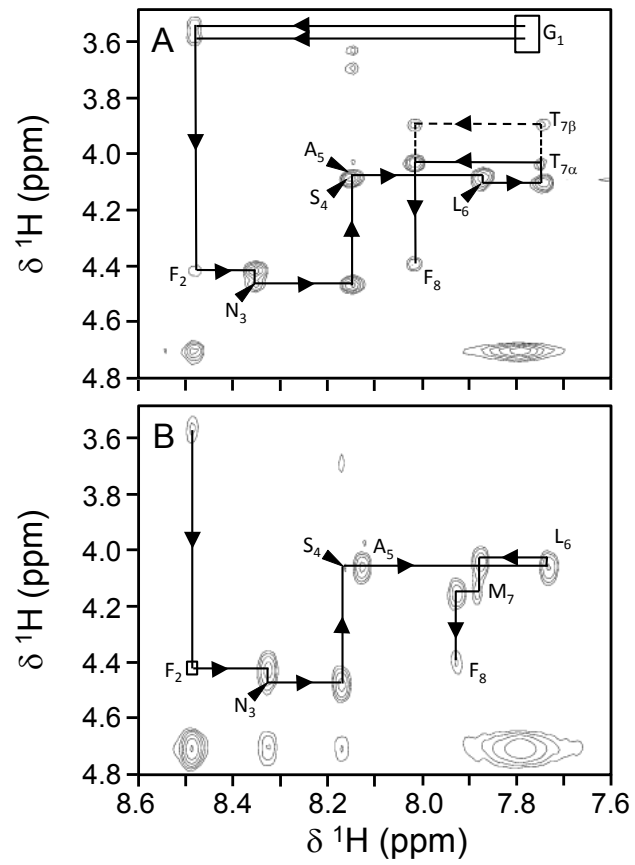 A
3.6
3.8
4.0
4.2
4.4
4.6
4.8
δ ¹H (ppm)
G₁
T₇β
T₇α
A₅
S₄
L₆
F₂
F₈
N₃
B
3.6
3.8
4.0
4.2
4.4
4.6
4.8
δ ¹H (ppm)
S₄ A₅ L₆
M₇
F₂
F₈
N₃
8.6 8.4 8.2 8.0 7.8 7.6
δ ¹H (ppm)